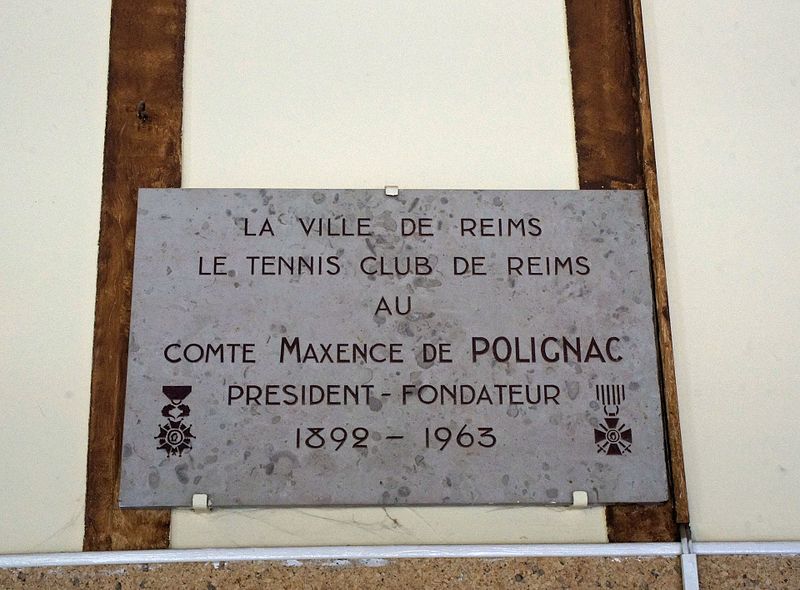 LA VILLE DE REIMS
LE TENNIS CLUB DE REIMS
AU
COMTE MAXENCE DE POLIGNAC
PRESIDENT - FONDATEUR
1892 - 1963